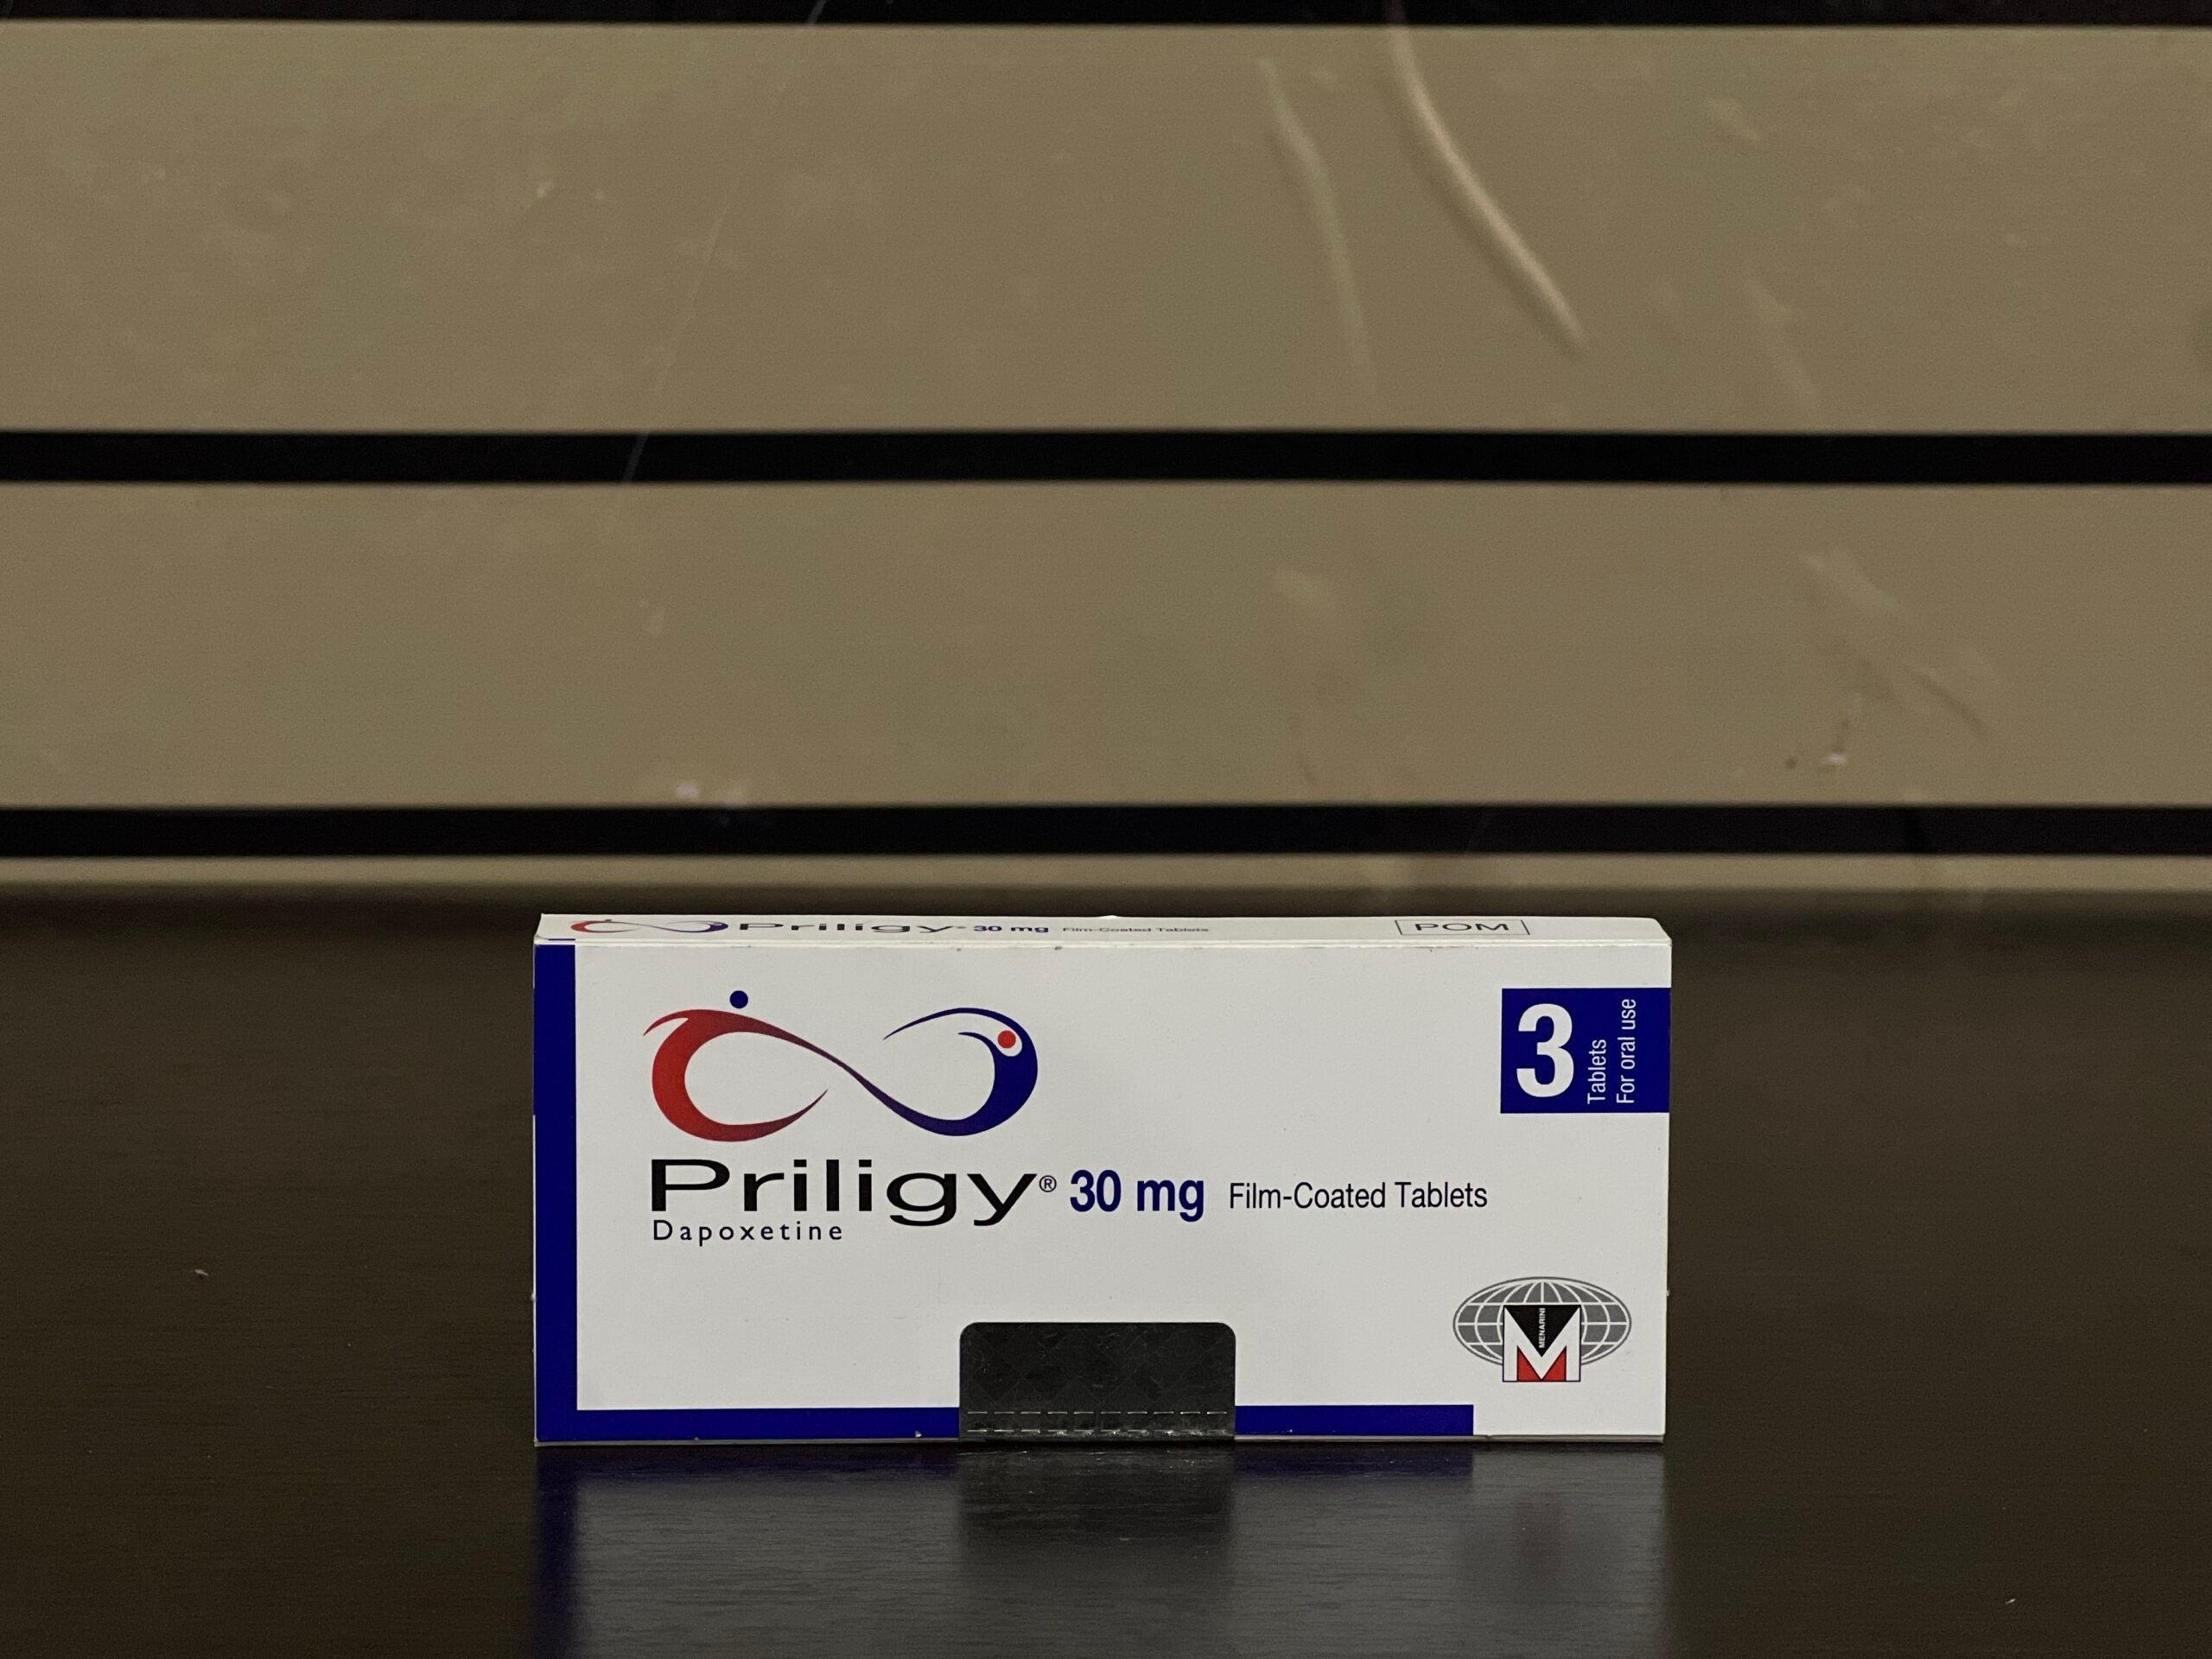 Priligy® 30 mg Film-Coated Tablets
POM
3
Tablets
For oral use
Priligy® 30 mg Film-Coated Tablets
Dapoxetine
MENARINI